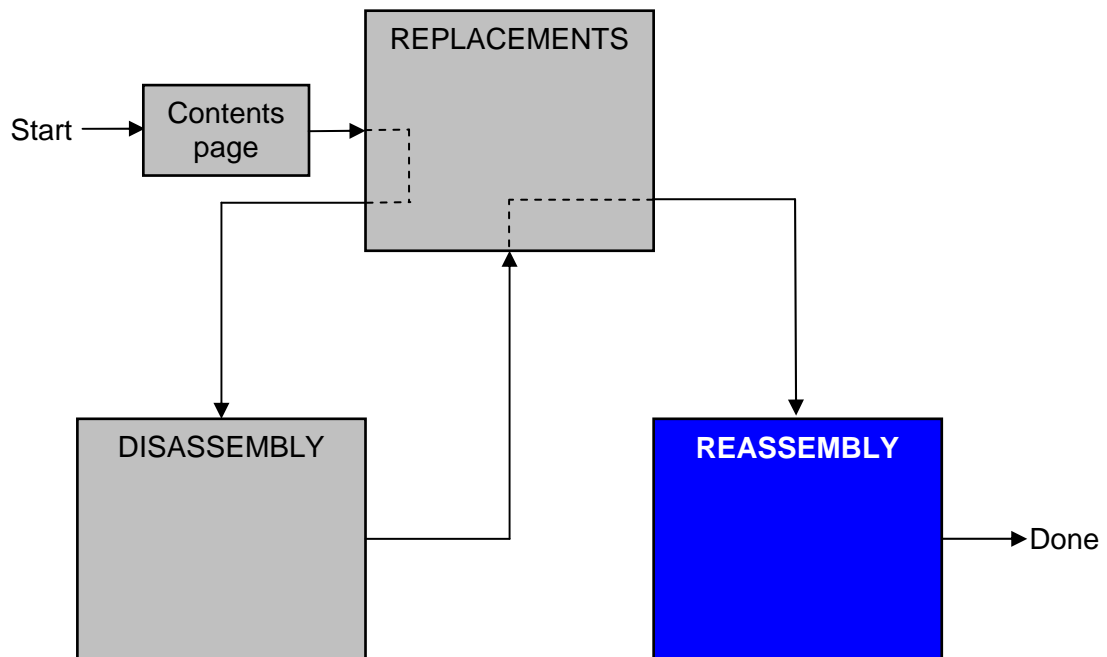 REPLACEMENTS
Start
Contents
page
DISASSEMBLY
REASSEMBLY
Done